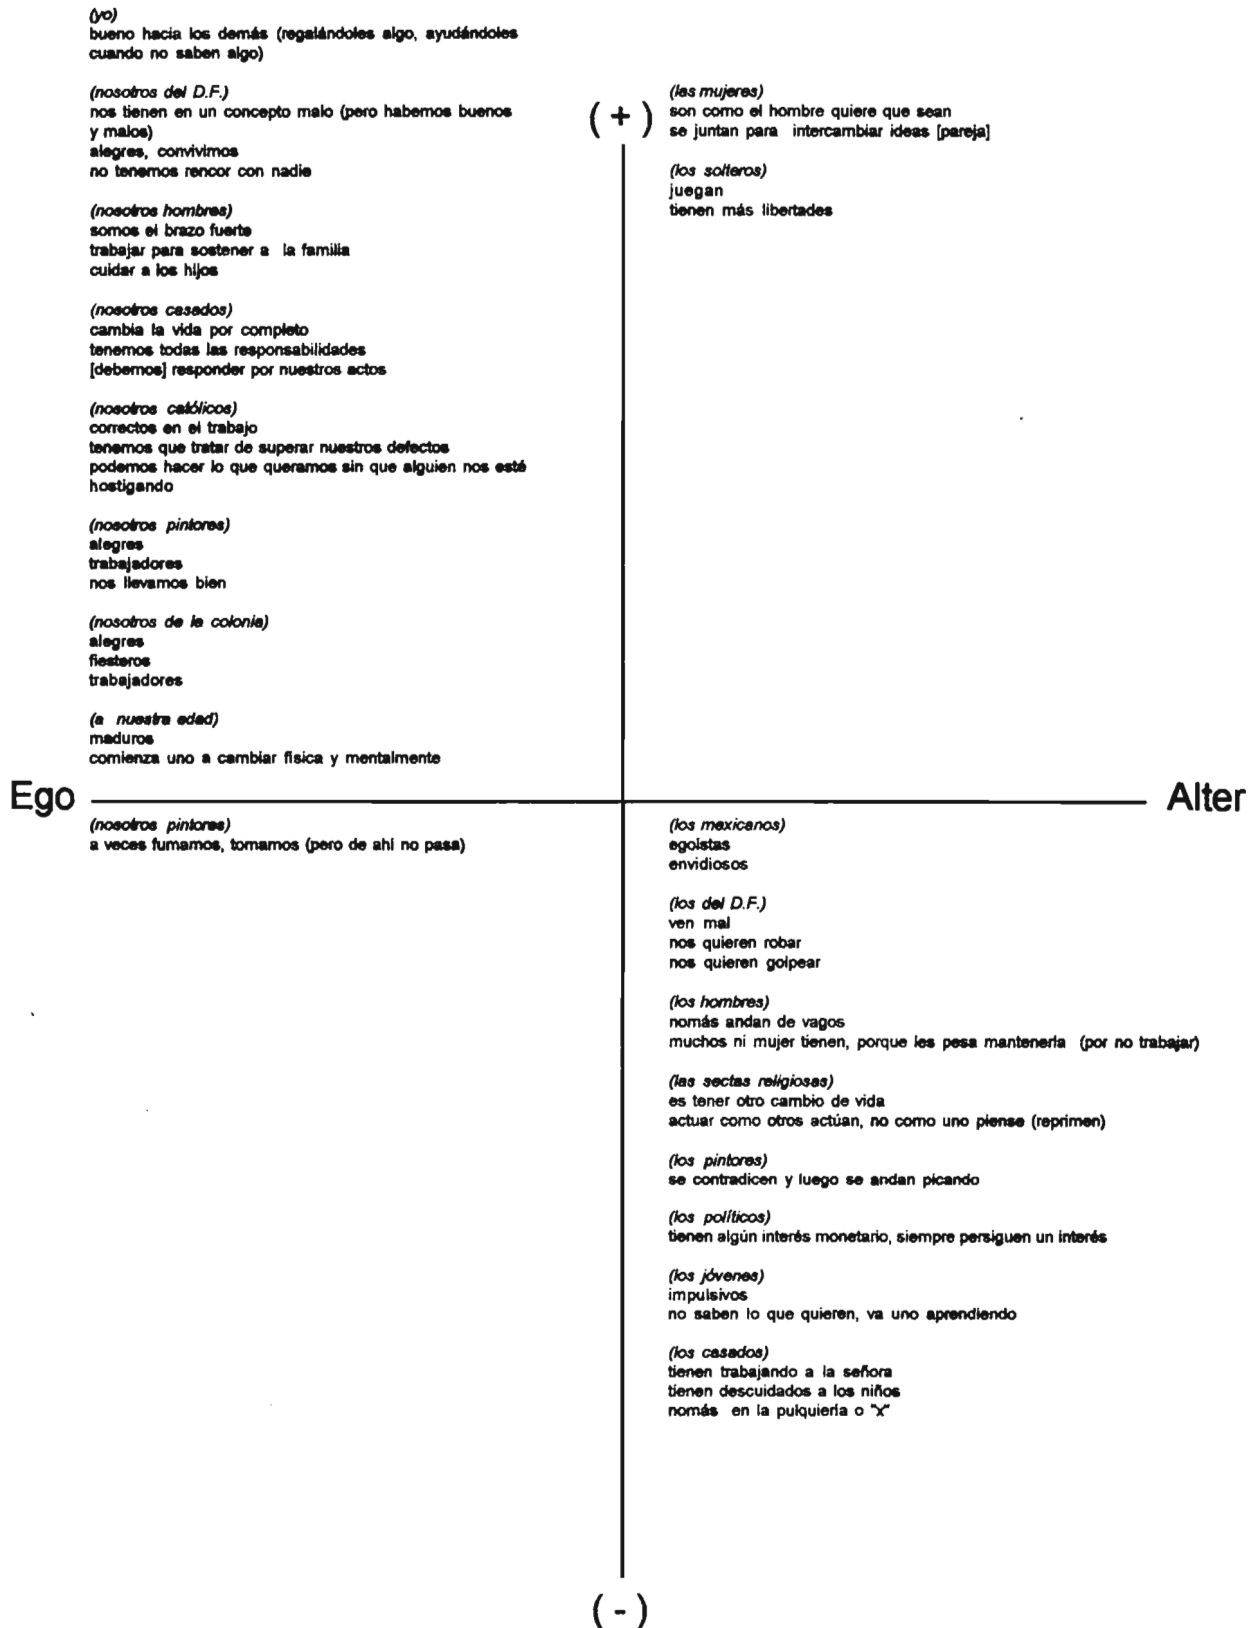 (yo)
bueno hacia los demás (regalándoles algo, ayudándoles
cuando no saben algo)
(nosotros del D.F.)
nos tienen en un concepto malo (pero habemos buenos
y malos)
alegres, convivimos
no tenemos rencor con nadie
(nosotros hombres)
somos el brazo fuerte
trabajar para sostener a la familia
cuidar a los hijos
(nosotros casados)
cambia la vida por completo
tenemos todas las responsabilidades
[debemos] responder por nuestros actos
(nosotros católicos)
correctos en el trabajo
tenemos que tratar de superar nuestros defectos
podemos hacer lo que queramos sin que alguien nos esté
hostigando
(nosotros pintores)
alegres
trabajadores
nos llevamos bien
(nosotros de la colonia)
alegres
fiesteros
trabajadores
(a nuestra edad)
maduros
comienza uno a cambiar física y mentalmente
( + )
(las mujeres)
son como el hombre quiere que sean
se juntan para intercambiar ideas [pareja]
(los solteros)
juegan
tienen más libertades
Ego
Alter
(nosotros pintores)
a veces fumamos, tomamos (pero de ahí no pasa)
(los mexicanos)
egoístas
envidiosos
(los del D.F.)
ven mal
nos quieren robar
nos quieren golpear
(los hombres)
nomás andan de vagos
muchos ni mujer tienen, porque les pesa mantenerla (por no trabajar)
(las sectas religiosas)
es tener otro cambio de vida
actuar como otros actúan, no como uno piense (reprimen)
(los pintores)
se contradicen y luego se andan picando
(los políticos)
tienen algún interés monetario, siempre persiguen un interés
(los jóvenes)
impulsivos
no saben lo que quieren, va uno aprendiendo
(los casados)
tienen trabajando a la señora
tienen descuidados a los niños
nomás en la pulquiería o "x"
( - )